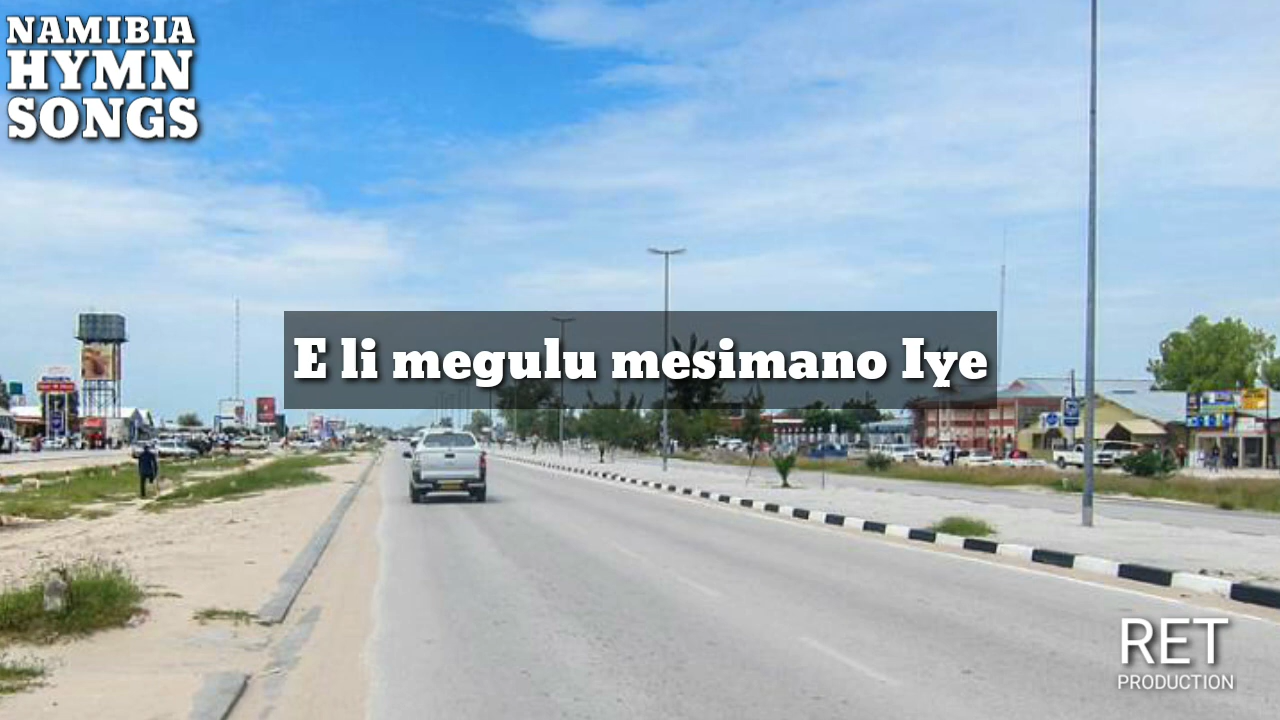 NAMIBIA
HYMN
SONGS
E li megulu mesimano Iye
RET
PRODUCTION